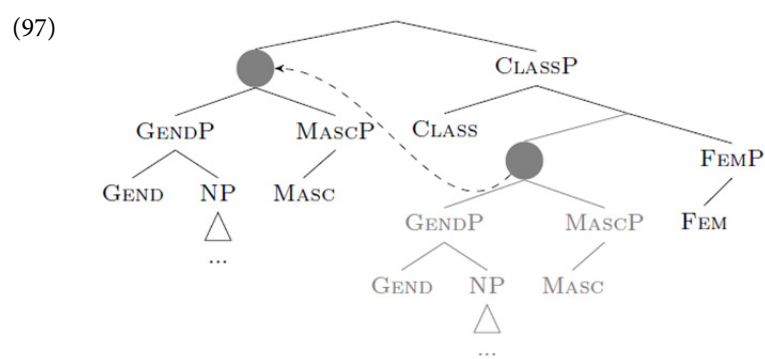 (97)
CLASSP
GENDP MASCP CLASS
FEMP
GEND NP MASC
GENDP MASCP FEM
...
GEND NP MASC
...